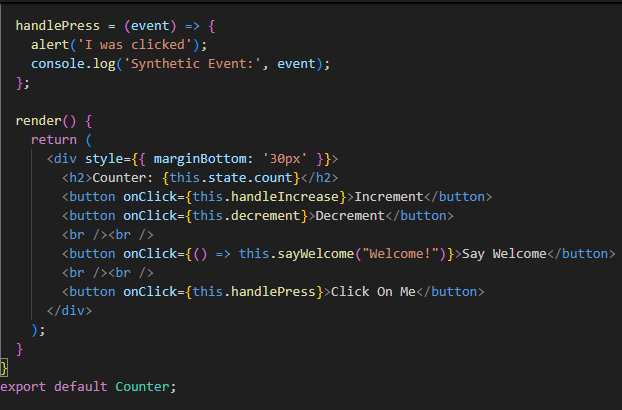 handlePress = (event) => {
alert('I was clicked');
console.log('Synthetic Event:', event);
};
render() {
return (
<div style={{ marginBottom: '30px' }}>
<h2>Counter: {this.state.count}</h2>
<button onClick={this.handleIncrease}>Increment</button>
<button onClick={this.decrement}>Decrement</button>
<br /><br />
<button onClick={() => this.sayWelcome("Welcome!")}>Say Welcome</button>
<br /><br />
<button onClick={this.handlePress}>Click On Me</button>
</div>
);
}
}
export default Counter;